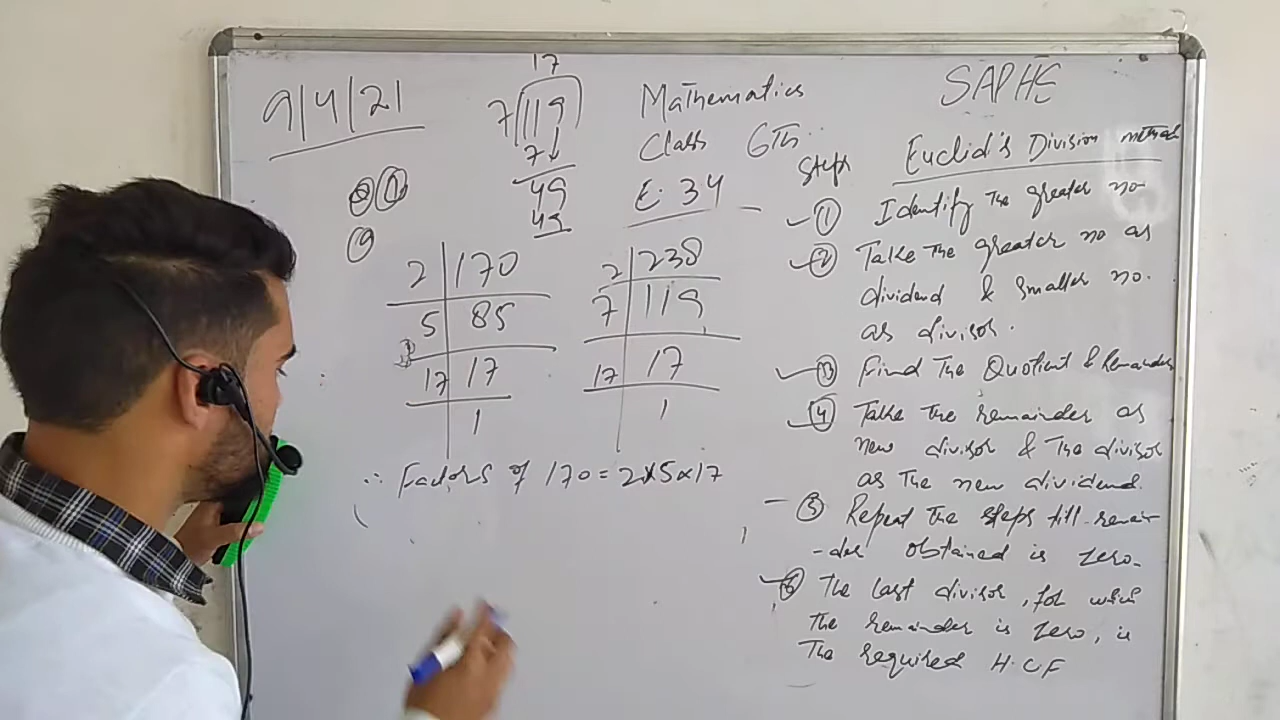 9/4/21
17
7 119
7
49
49
Mathematics
Class 6Th
E. 34
2 170
5 85
17 17
1
2 238
7 119
17 17
1
∴ Factors of 170 = 2×5×17
SAPHE
Steps Euclid's Division method
① Identify The greater no
② Take The greater no as
dividend & smaller no.
as divisor.
③ Find The Quotient & Remainder
④ Take The remainder as
new divisor & The divisor
as The new dividend.
⑤ Repeat The steps till remain-
-der obtained is zero.
⑥ The last divisor, for which
The remainder is zero, is
The required H.C.F